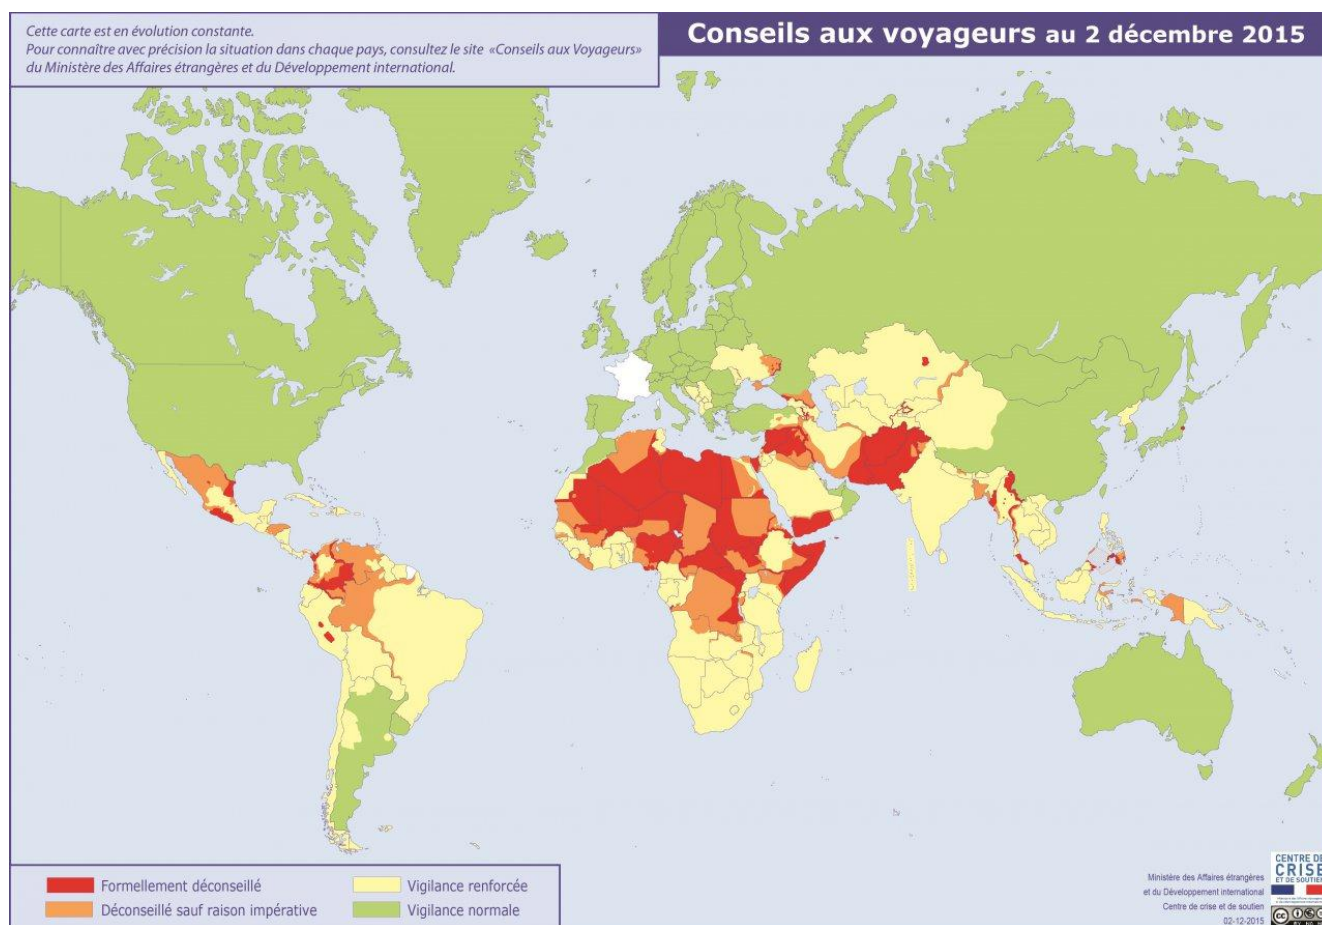 Cette carte est en évolution constante.
Pour connaître avec précision la situation dans chaque pays, consultez le site «Conseils aux Voyageurs»
du Ministère des Affaires étrangères et du Développement international.
Conseils aux voyageurs au 2 décembre 2015
Formellement déconseillé
Déconseillé sauf raison impérative
Vigilance renforcée
Vigilance normale
Ministère des Affaires étrangères
et du Développement international
Centre de crise et de soutien
02-12-2015
CENTRE DE
CRISE
ET DE SOUTIEN